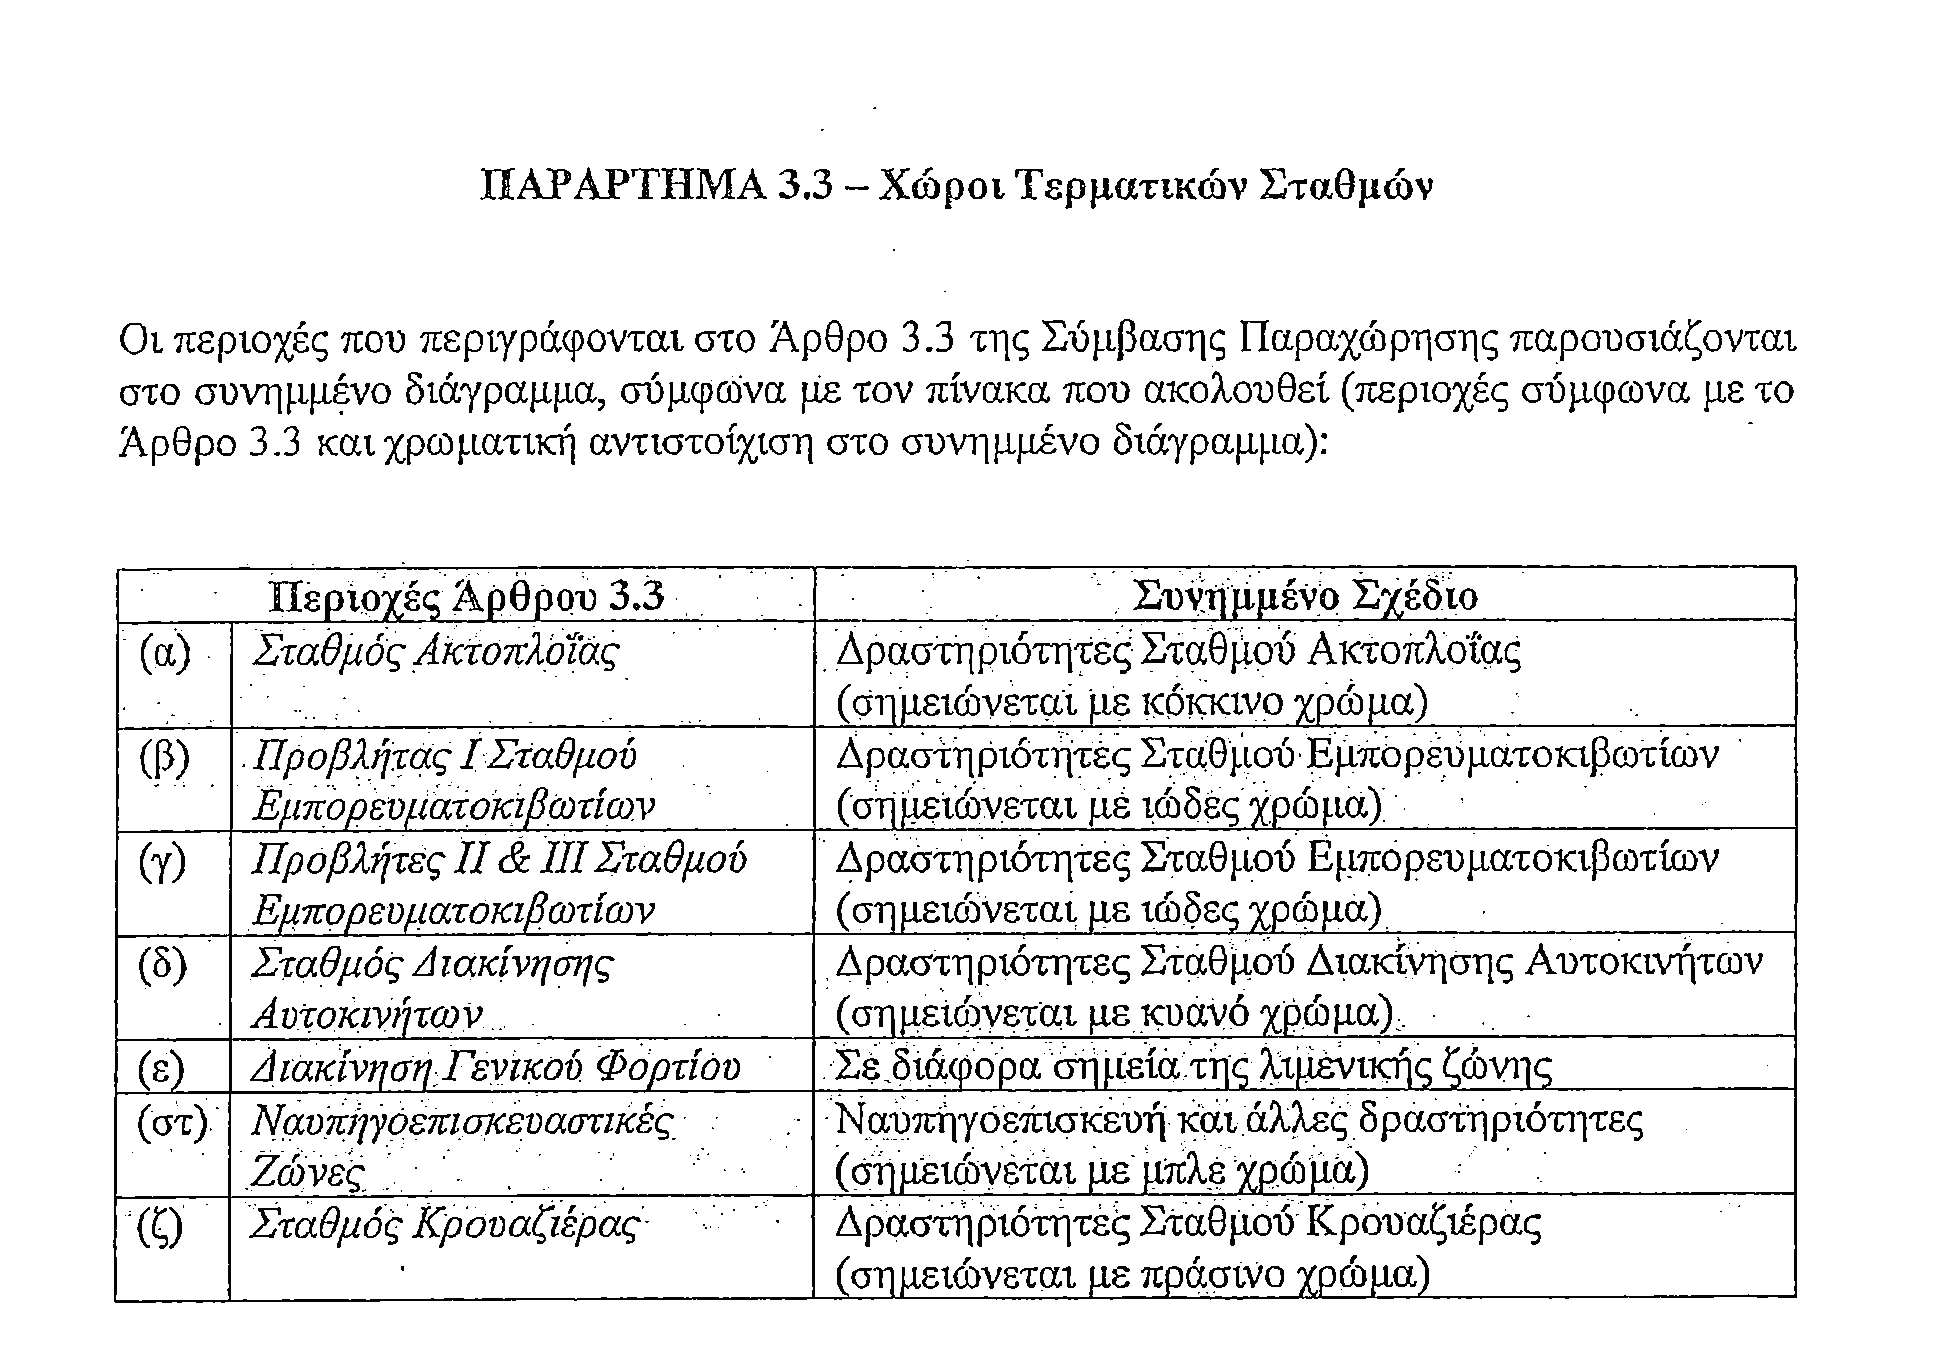 ΠΑΡΑΡΤΗΜΑ 3.3 – Χώροι Τερματικών Σταθμών
Οι περιοχές που περιγράφονται στο Άρθρο 3.3 της Σύμβασης Παραχώρησης παρουσιάζονται
στο συνημμένο διάγραμμα, σύμφωνα με τον πίνακα που ακολουθεί (περιοχές σύμφωνα με το
Άρθρο 3.3 και χρωματική αντιστοίχιση στο συνημμένο διάγραμμα):
Περιοχές Άρθρου 3.3 Συνημμένο Σχέδιο
(α) Σταθμός Ακτοπλοΐας Δραστηριότητες Σταθμού Ακτοπλοΐας
(σημειώνεται με κόκκινο χρώμα)
(β) Προβλήτας Ι Σταθμού Δραστηριότητες Σταθμού Εμπορευματοκιβωτίων
Εμπορευματοκιβωτίων (σημειώνεται με ιώδες χρώμα)
(γ) Προβλήτες ΙΙ & ΙΙΙ Σταθμού Δραστηριότητες Σταθμού Εμπορευματοκιβωτίων
Εμπορευματοκιβωτίων (σημειώνεται με ιώδες χρώμα)
(δ) Σταθμός Διακίνησης Δραστηριότητες Σταθμού Διακίνησης Αυτοκινήτων
Αυτοκινήτων (σημειώνεται με κυανό χρώμα)
(ε) Διακίνηση Γενικού Φορτίου Σε διάφορα σημεία της λιμενικής ζώνης
(στ) Ναυπηγοεπισκευαστικές Ναυπηγοεπισκευή και άλλες δραστηριότητες
Ζώνες (σημειώνεται με μπλε χρώμα)
(ζ) Σταθμός Κρουαζιέρας Δραστηριότητες Σταθμού Κρουαζιέρας
(σημειώνεται με πράσινο χρώμα)